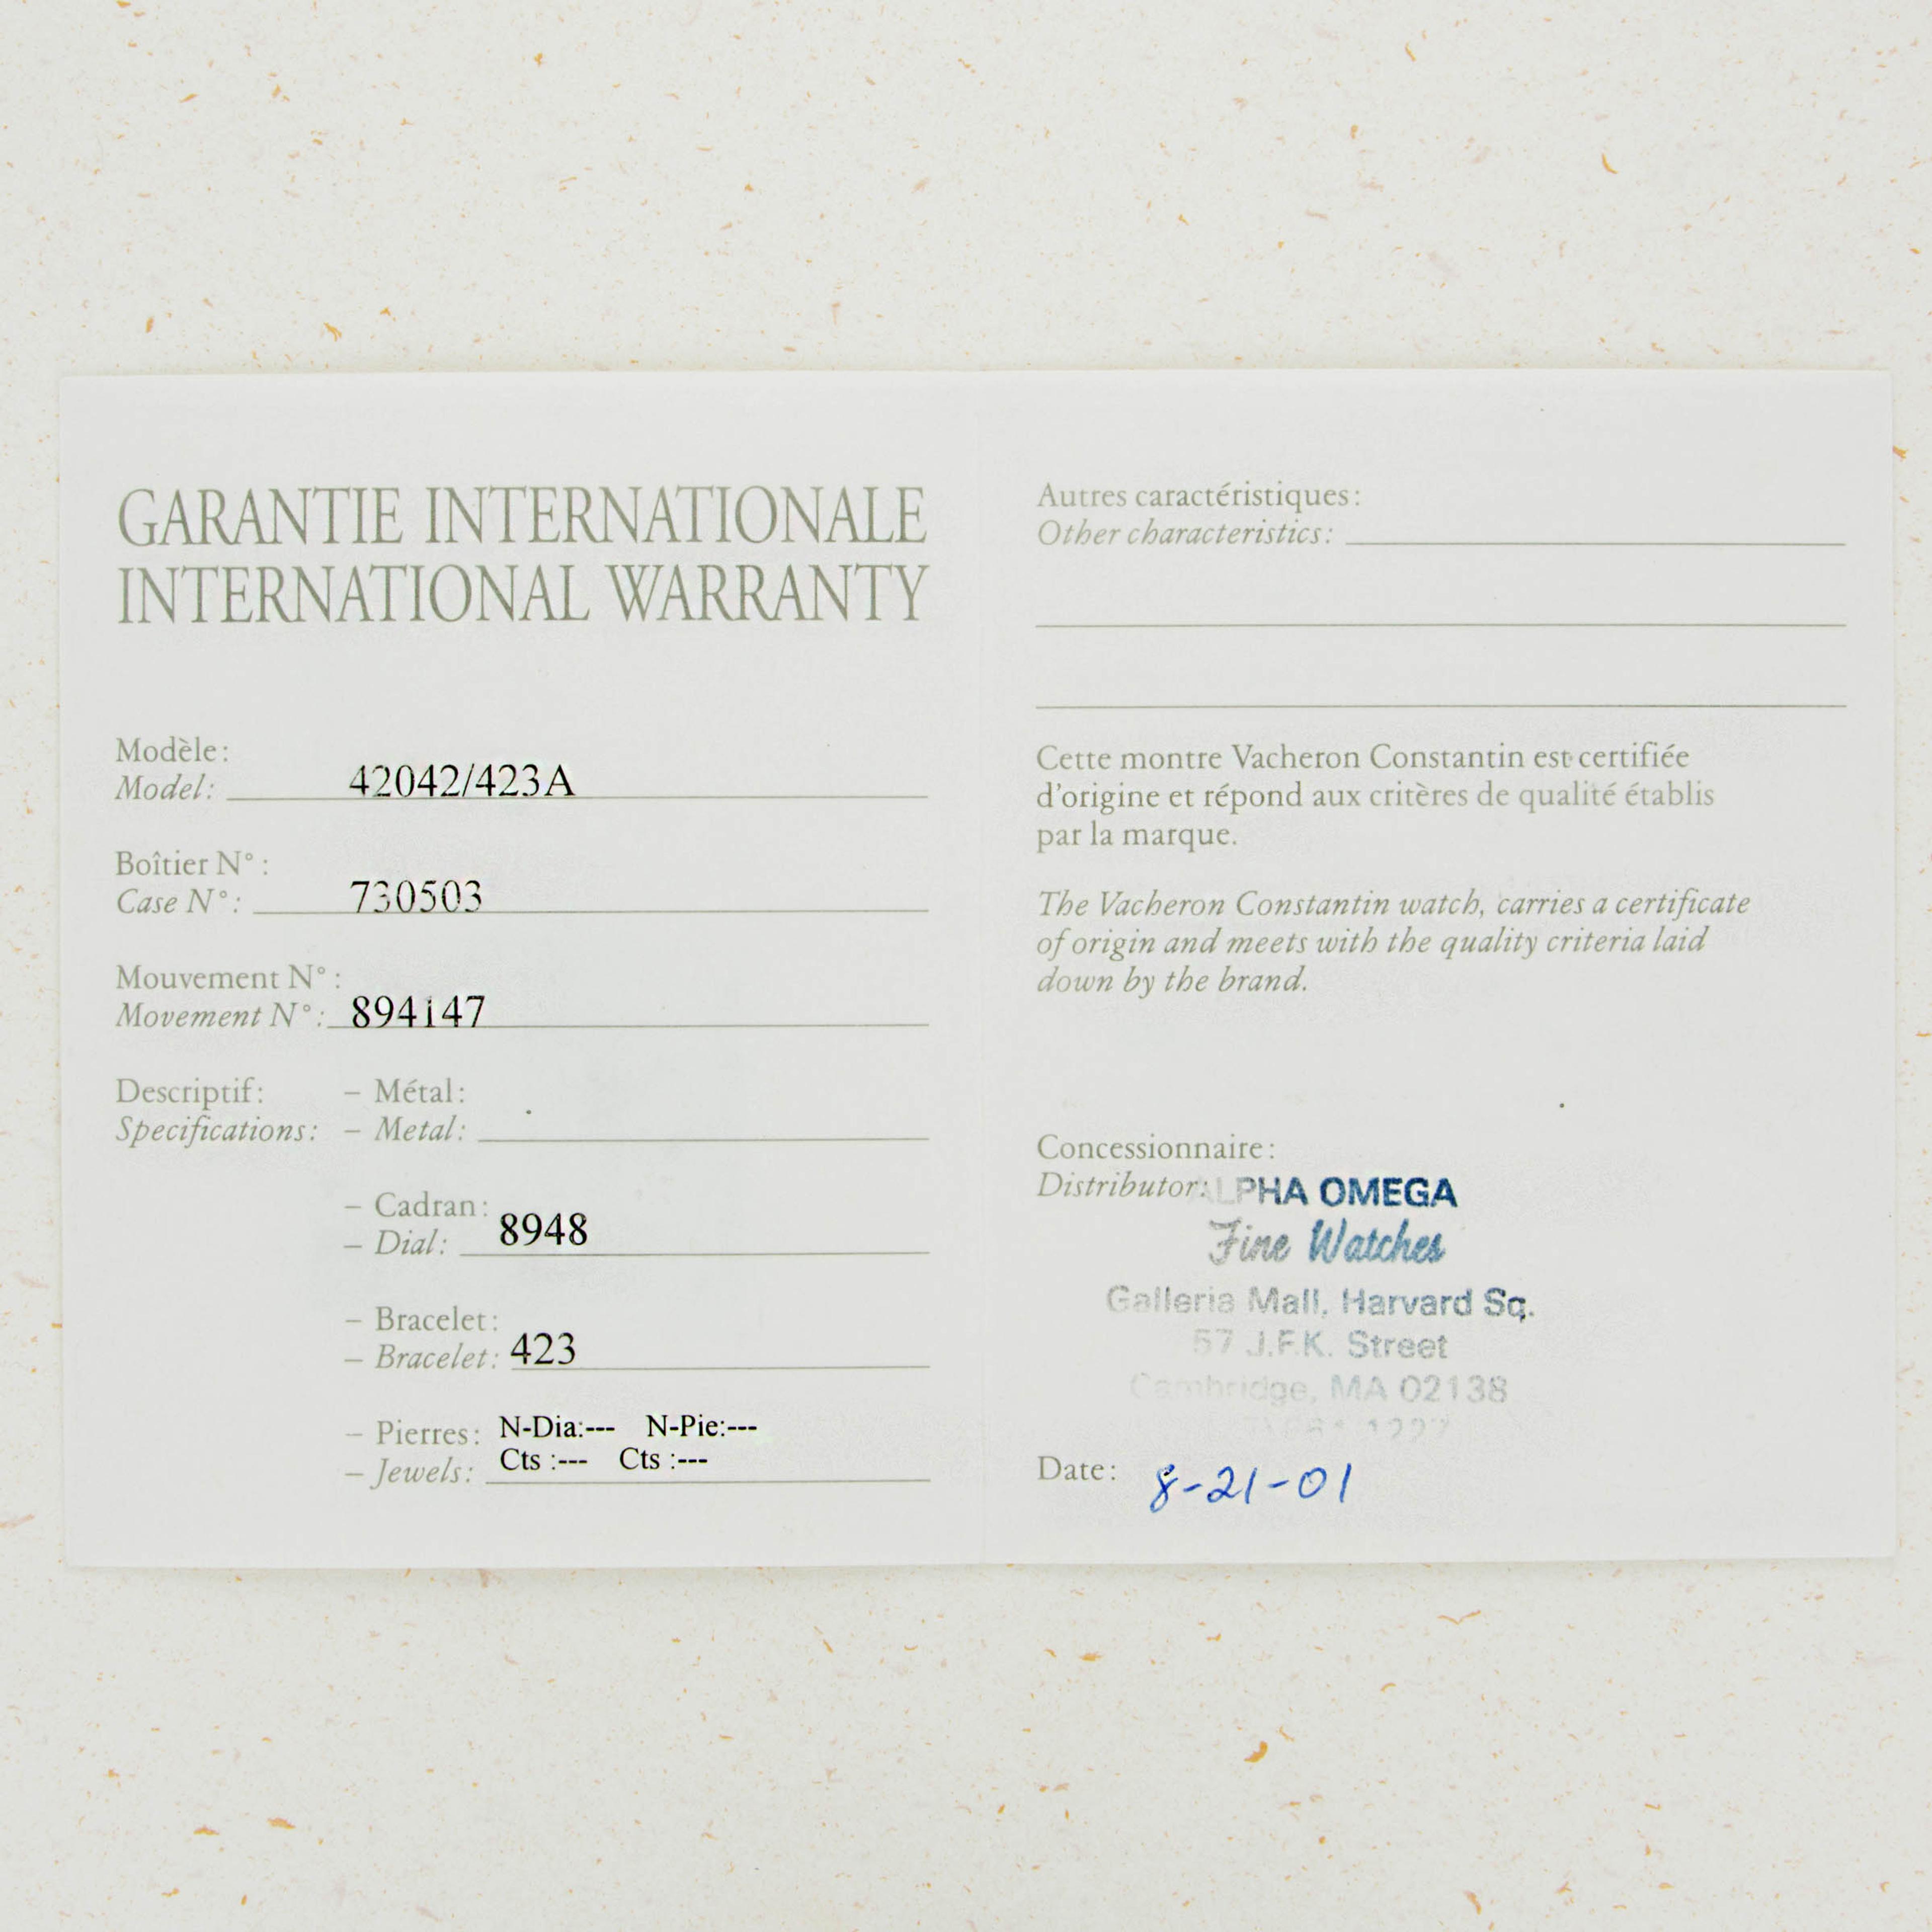 GARANTIE INTERNATIONALE
INTERNATIONAL WARRANTY
Modèle:
Model: 42042/423A
Boîtier N°:
Case N°: 730503
Mouvement N°:
Movement N°: 894147
Descriptif: – Métal:
Specifications: – Metal:
– Cadran:
– Dial: 8948
– Bracelet:
– Bracelet: 423
– Pierres: N-Dia:--- N-Pie:---
– Jewels: Cts :--- Cts :---
Autres caractéristiques:
Other characteristics:
Cette montre Vacheron Constantin est certifiée
d'origine et répond aux critères de qualité établis
par la marque.
The Vacheron Constantin watch, carries a certificate
of origin and meets with the quality criteria laid
down by the brand.
Concessionnaire:
Distributor: ALPHA OMEGA
Fine Watches
Galleria Mall, Harvard Sq.
57 J.F.K. Street
Cambridge, MA 02138
Date: 8-21-01